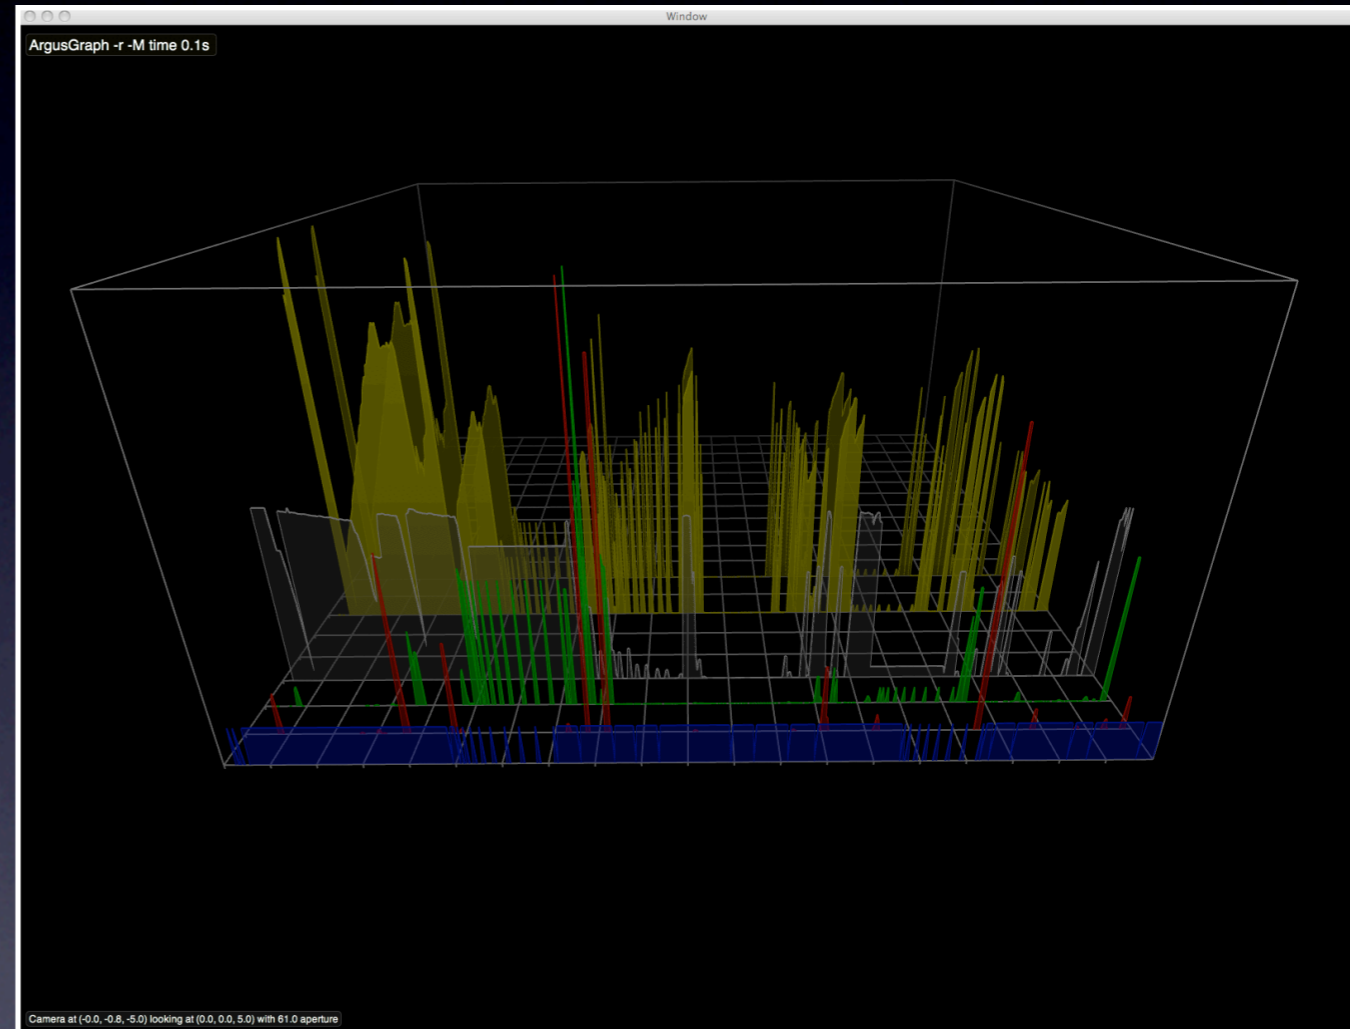 Window
ArgusGraph -r -M time 0.1s
Camera at (-0.0, -0.8, -5.0) looking at (0.0, 0.0, 5.0) with 61.0 aperture